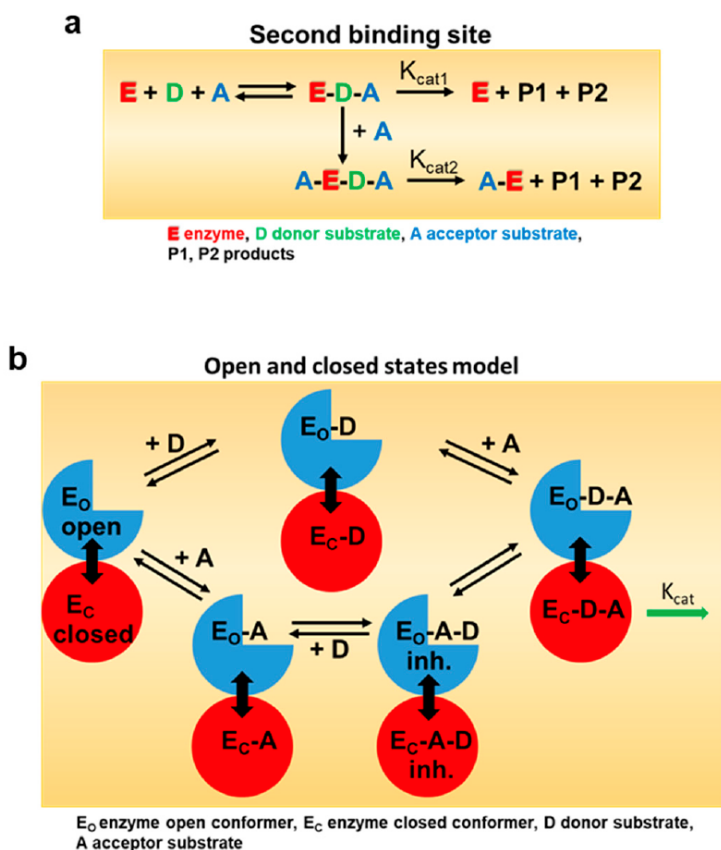 a
Second binding site
E + D + A E-D-A Kcat1 E + P1 + P2
+ A
A-E-D-A Kcat2 A-E + P1 + P2
E enzyme, D donor substrate, A acceptor substrate,
P1, P2 products
b
Open and closed states model
+ D
EO-D
+ A
EO
open
EC-D
EO-D-A
+ A
EC
closed
EC-D-A
Kcat
EO-A
+ D
EO-A-D
inh.
EC-A
EC-A-D
inh.
EO enzyme open conformer, EC enzyme closed conformer, D donor substrate,
A acceptor substrate